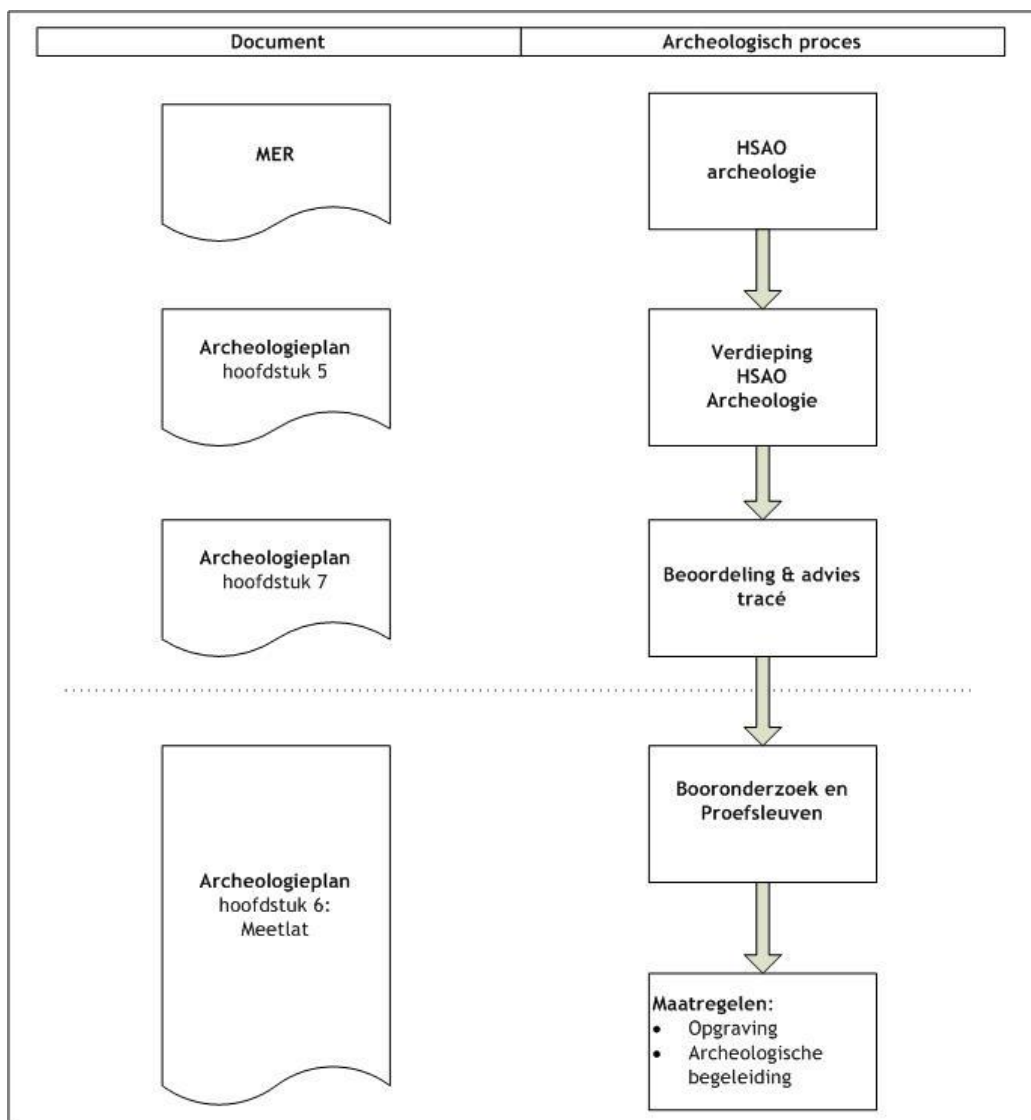 Document
Archeologisch proces
MER
HSAO
archeologie
Archeologieplan
hoofdstuk 5
Verdieping
HSAO
Archeologie
Archeologieplan
hoofdstuk 7
Beoordeling & advies
tracé
Archeologieplan
hoofdstuk 6:
Meetlat
Booronderzoek en
Proefsleuven
Maatregelen:
• Opgraving
• Archeologische
begeleiding